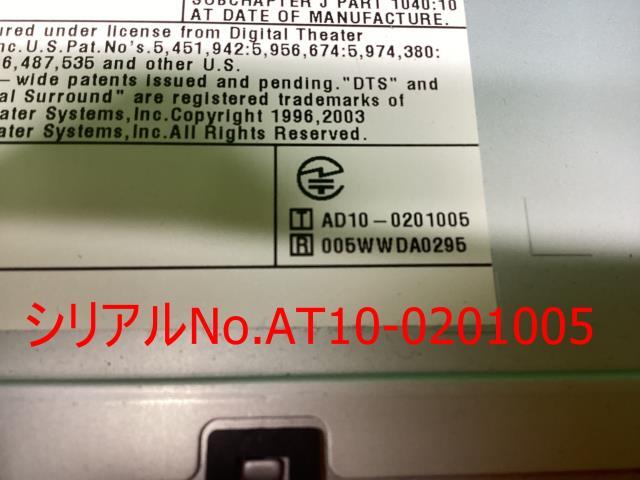 SUBCHAPTER J PART 1040:10
AT DATE OF MANUFACTURE.
ured under license from Digital Theater
nc.U.S.Pat.No's.5,451,942:5,956,674:5,974,380:
6,487,535 and other U.S.
-wide patents issued and pending."DTS" and
al Surround" are registered trademarks of
ater Systems,Inc.Copyright 1996,2003
ater Systems,Inc.All Rights Reserved.
T AD10-0201005
R 005WWDA0295
シリアルNo.AT10-0201005